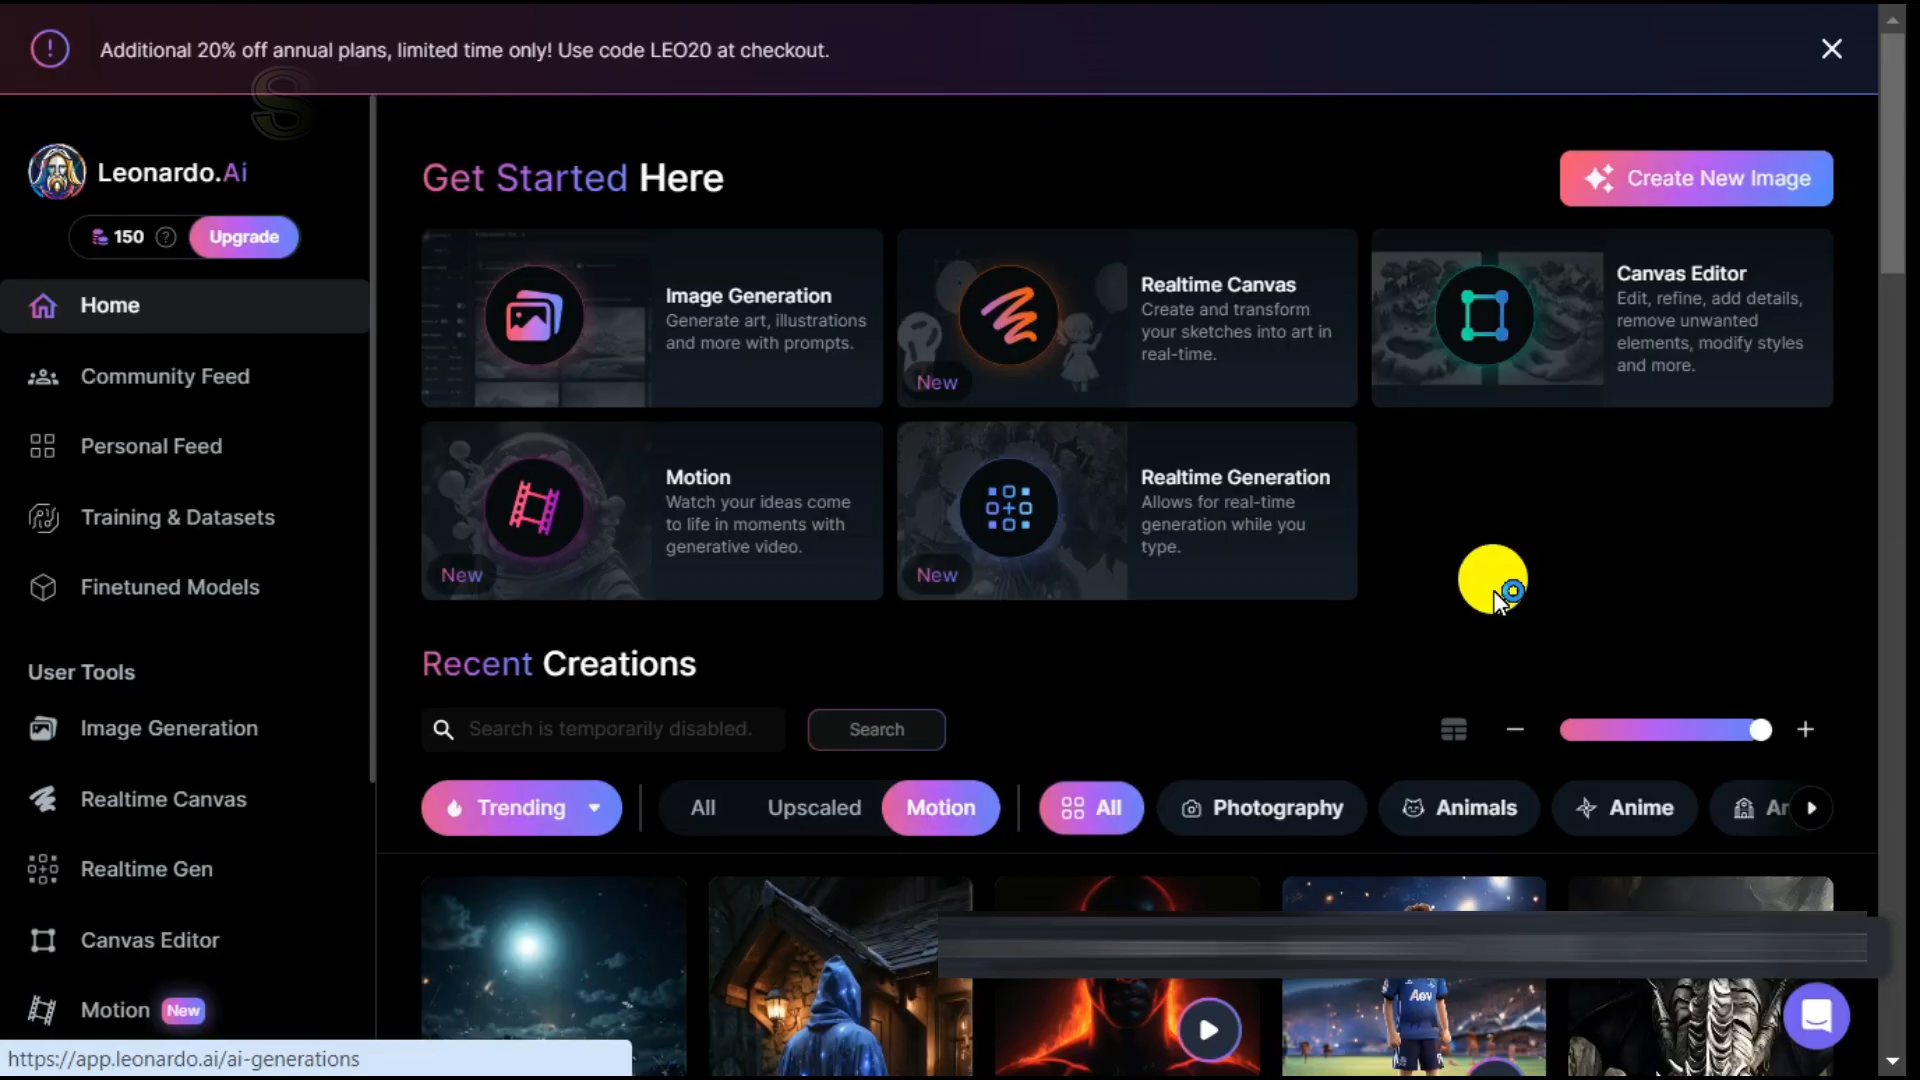 Additional 20% off annual plans, limited time only! Use code LEO20 at checkout.
S
Leonardo.Ai
150
Upgrade
Home
Community Feed
Personal Feed
Training & Datasets
Finetuned Models
User Tools
Image Generation
Realtime Canvas
Realtime Gen
Canvas Editor
Motion New
Get Started Here
Create New Image
Image Generation
Generate art, illustrations
and more with prompts.
New
Realtime Canvas
Create and transform
your sketches into art in
real-time.
Canvas Editor
Edit, refine, add details,
remove unwanted
elements, modify styles
and more.
New
Motion
Watch your ideas come
to life in moments with
generative video.
New
Realtime Generation
Allows for real-time
generation while you
type.
Recent Creations
Search is temporarily disabled.
Search
Trending
All
Upscaled
Motion
All
Photography
Animals
Anime
Ar
https://app.leonardo.ai/ai-generations